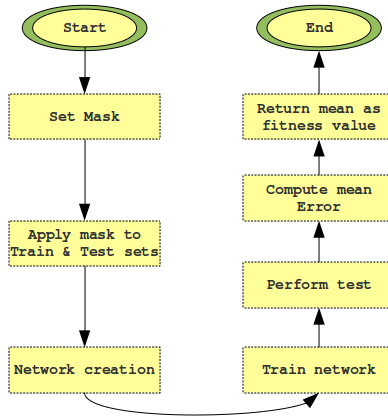 Start
Set Mask
Apply mask to
Train & Test sets
Network creation
Train network
Perform test
Compute mean
Error
Return mean as
fitness value
End